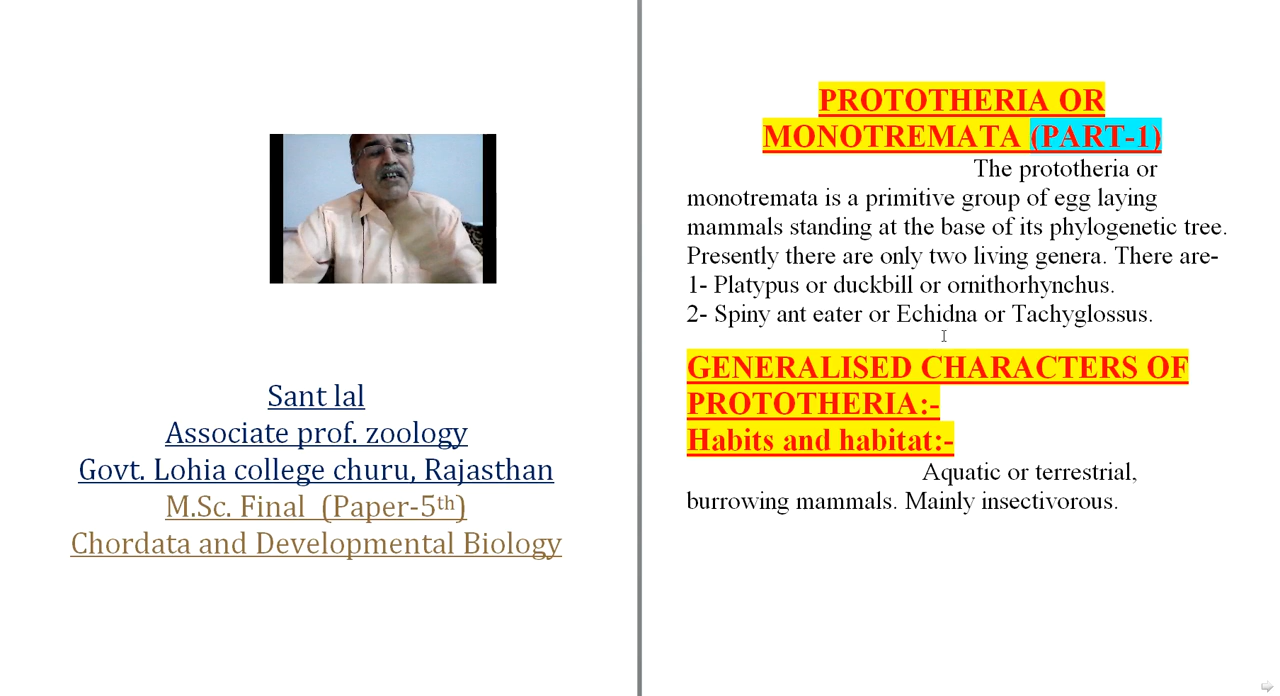 Sant lal
Associate prof. zoology
Govt. Lohia college churu, Rajasthan
M.Sc. Final (Paper-5th)
Chordata and Developmental Biology
PROTOTHERIA OR
MONOTREMATA (PART-1)
The prototheria or
monotremata is a primitive group of egg laying
mammals standing at the base of its phylogenetic tree.
Presently there are only two living genera. There are-
1- Platypus or duckbill or ornithorhynchus.
2- Spiny ant eater or Echidna or Tachyglossus.
GENERALISED CHARACTERS OF
PROTOTHERIA:-
Habits and habitat:-
Aquatic or terrestrial,
burrowing mammals. Mainly insectivorous.